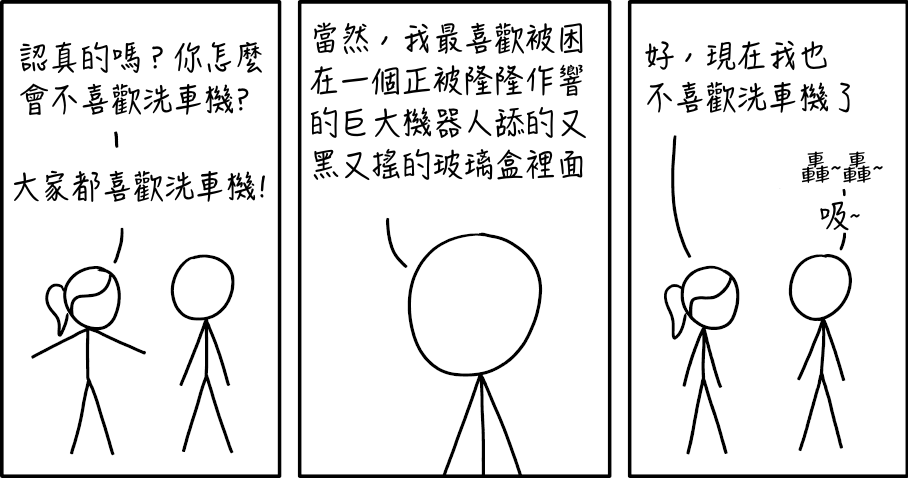 認真的嗎？你怎麼
會不喜歡洗車機?
大家都喜歡洗車機!
當然，我最喜歡被困
在一個正被隆隆作響
的巨大機器人舔的又
黑又搖的玻璃盒裡面
好，現在我也
不喜歡洗車機了
轟~轟~
吸~